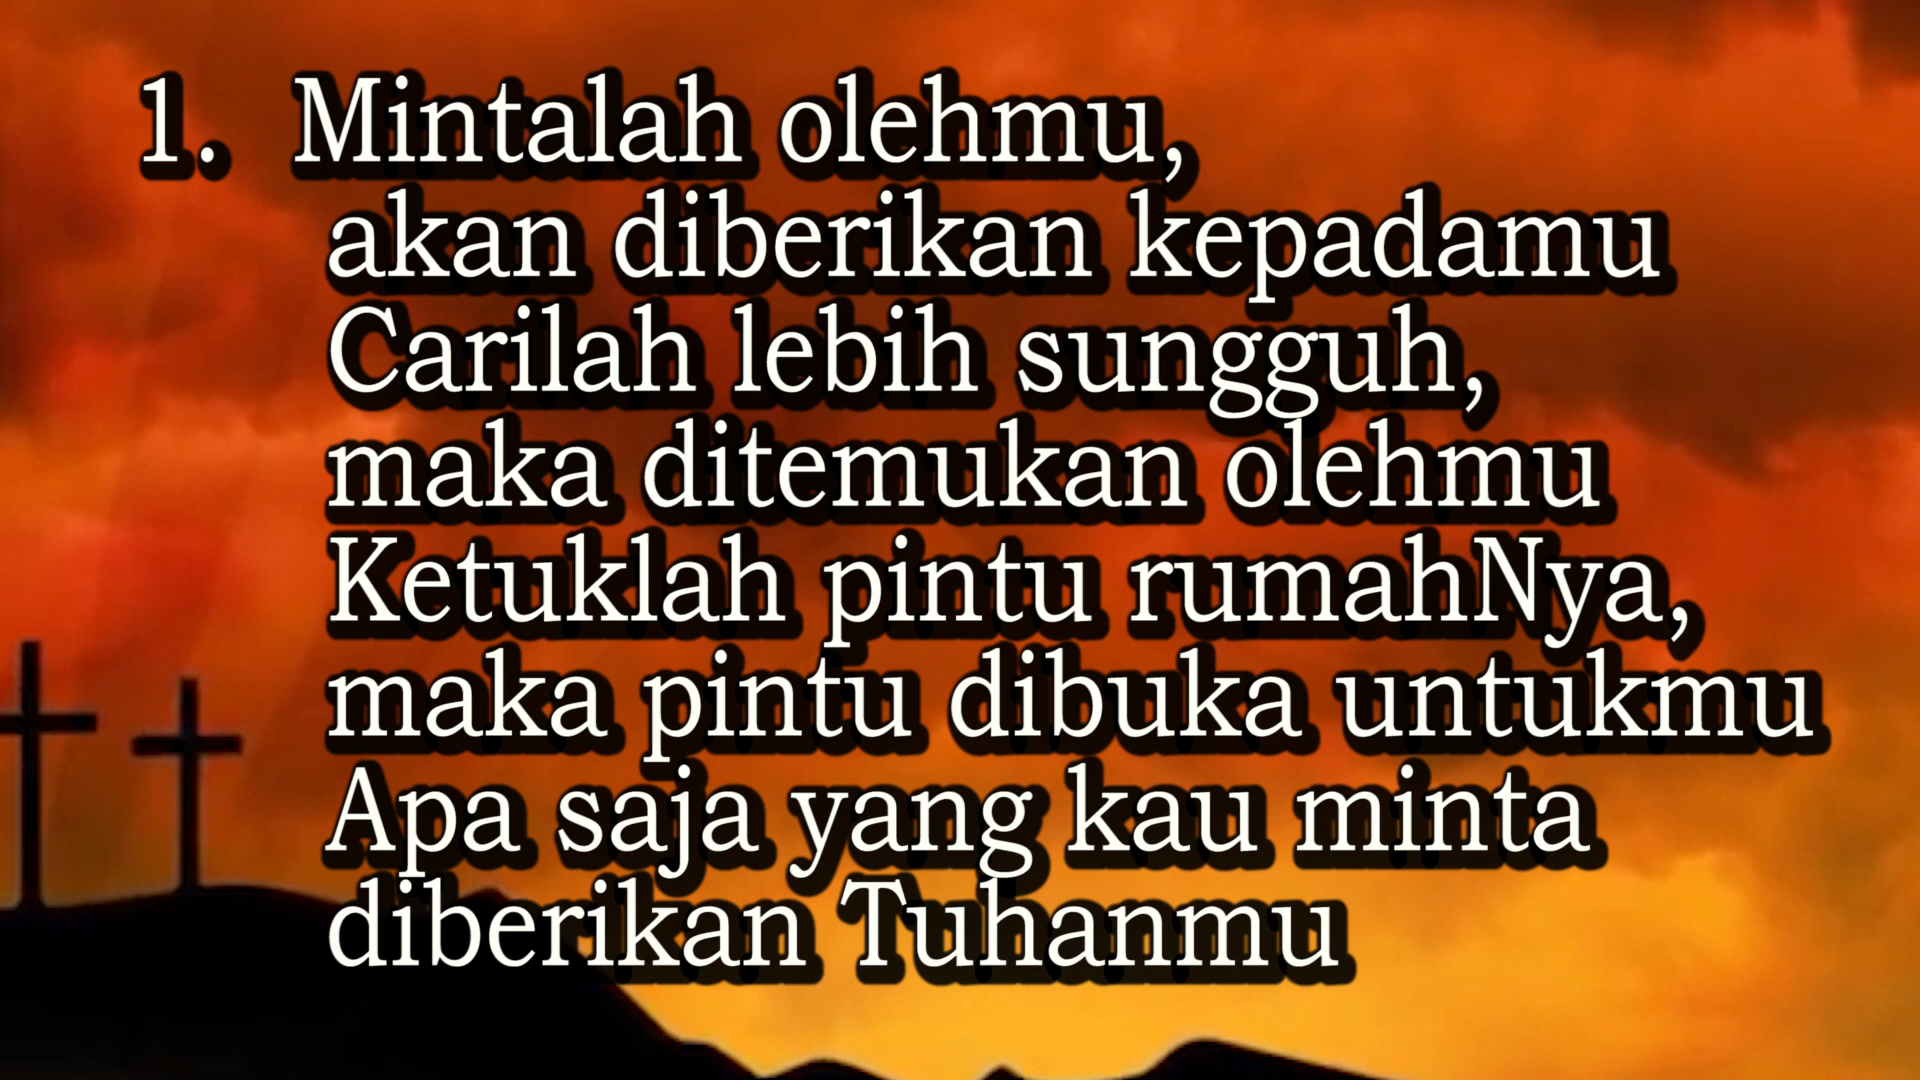 1. Mintalah olehmu,
akan diberikan kepadamu
Carilah lebih sungguh,
maka ditemukan olehmu
Ketuklah pintu rumahNya,
maka pintu dibuka untukmu
Apa saja yang kau minta
diberikan Tuhanmu